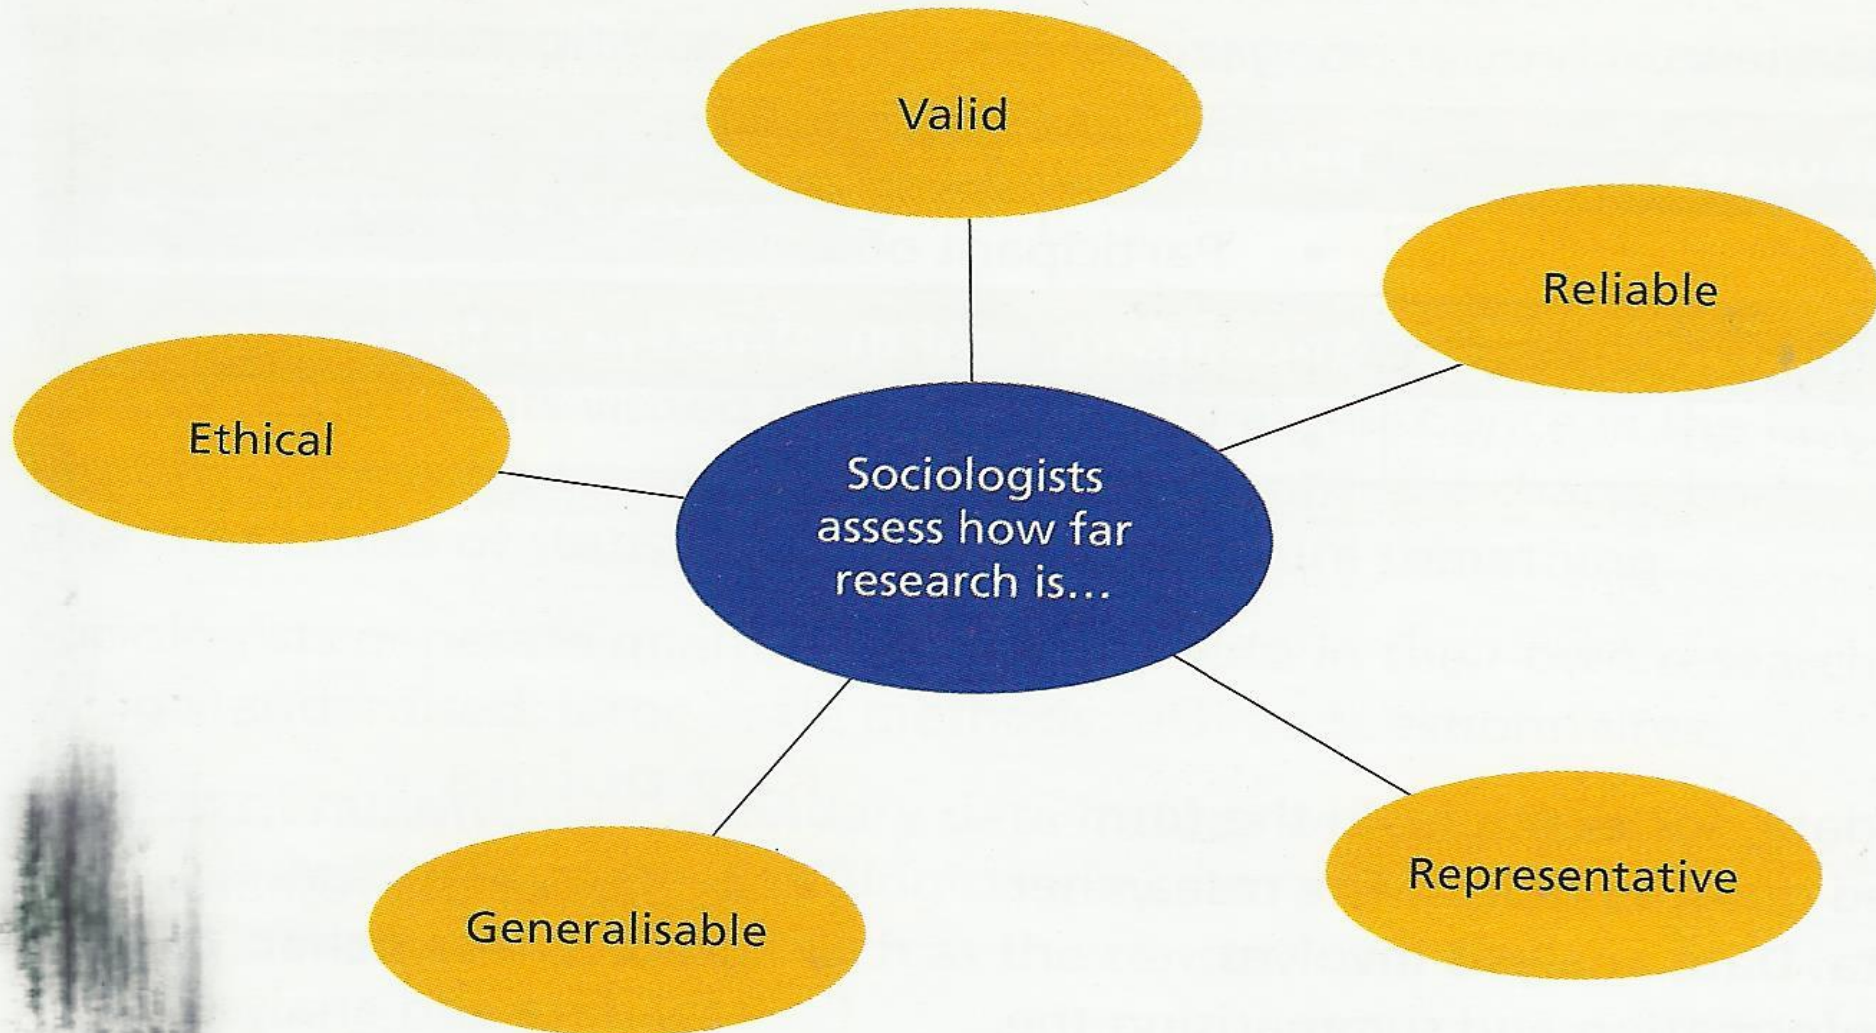 Valid
Reliable
Ethical
Sociologists
assess how far
research is...
Representative
Generalisable